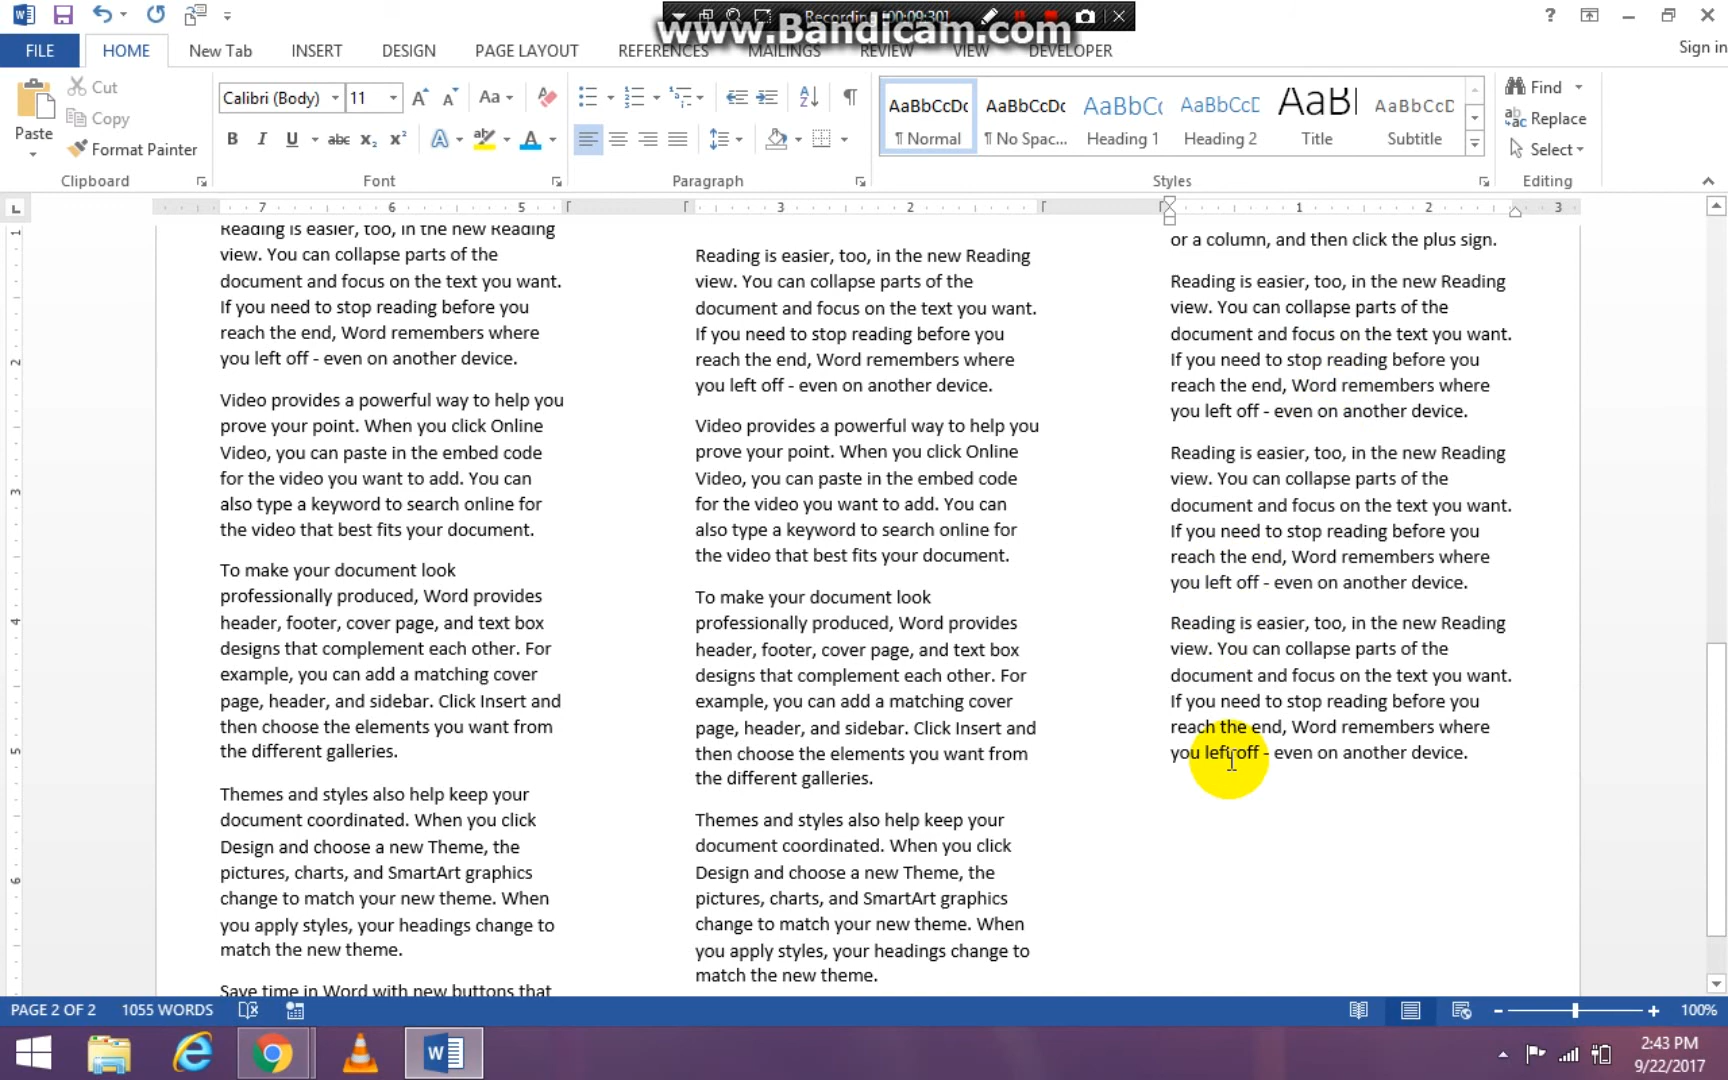 Recording [00:09:30]
www.Bandicam.com
FILE
HOME
New Tab
INSERT
DESIGN
PAGE LAYOUT
REFERENCES
MAILINGS
REVIEW
VIEW
DEVELOPER
Sign in
Paste
Cut
Copy
Format Painter
Clipboard
Calibri (Body)
11
Font
Paragraph
AaBbCcDc
¶ Normal
AaBbCcDc
¶ No Spac...
AaBbCc
Heading 1
AaBbCcD
Heading 2
AaBl
Title
AaBbCcD
Subtitle
Styles
Find
Replace
Select
Editing
7 6 5 3 2 1 2 3
1
2
3
4
5
6
Reading is easier, too, in the new Reading
view. You can collapse parts of the
document and focus on the text you want.
If you need to stop reading before you
reach the end, Word remembers where
you left off - even on another device.
Video provides a powerful way to help you
prove your point. When you click Online
Video, you can paste in the embed code
for the video you want to add. You can
also type a keyword to search online for
the video that best fits your document.
To make your document look
professionally produced, Word provides
header, footer, cover page, and text box
designs that complement each other. For
example, you can add a matching cover
page, header, and sidebar. Click Insert and
then choose the elements you want from
the different galleries.
Themes and styles also help keep your
document coordinated. When you click
Design and choose a new Theme, the
pictures, charts, and SmartArt graphics
change to match your new theme. When
you apply styles, your headings change to
match the new theme.
Save time in Word with new buttons that
Reading is easier, too, in the new Reading
view. You can collapse parts of the
document and focus on the text you want.
If you need to stop reading before you
reach the end, Word remembers where
you left off - even on another device.
Video provides a powerful way to help you
prove your point. When you click Online
Video, you can paste in the embed code
for the video you want to add. You can
also type a keyword to search online for
the video that best fits your document.
To make your document look
professionally produced, Word provides
header, footer, cover page, and text box
designs that complement each other. For
example, you can add a matching cover
page, header, and sidebar. Click Insert and
then choose the elements you want from
the different galleries.
Themes and styles also help keep your
document coordinated. When you click
Design and choose a new Theme, the
pictures, charts, and SmartArt graphics
change to match your new theme. When
you apply styles, your headings change to
match the new theme.
or a column, and then click the plus sign.
Reading is easier, too, in the new Reading
view. You can collapse parts of the
document and focus on the text you want.
If you need to stop reading before you
reach the end, Word remembers where
you left off - even on another device.
Reading is easier, too, in the new Reading
view. You can collapse parts of the
document and focus on the text you want.
If you need to stop reading before you
reach the end, Word remembers where
you left off - even on another device.
Reading is easier, too, in the new Reading
view. You can collapse parts of the
document and focus on the text you want.
If you need to stop reading before you
reach the end, Word remembers where
you left off - even on another device.
PAGE 2 OF 2
1055 WORDS
100%
2:43 PM
9/22/2017